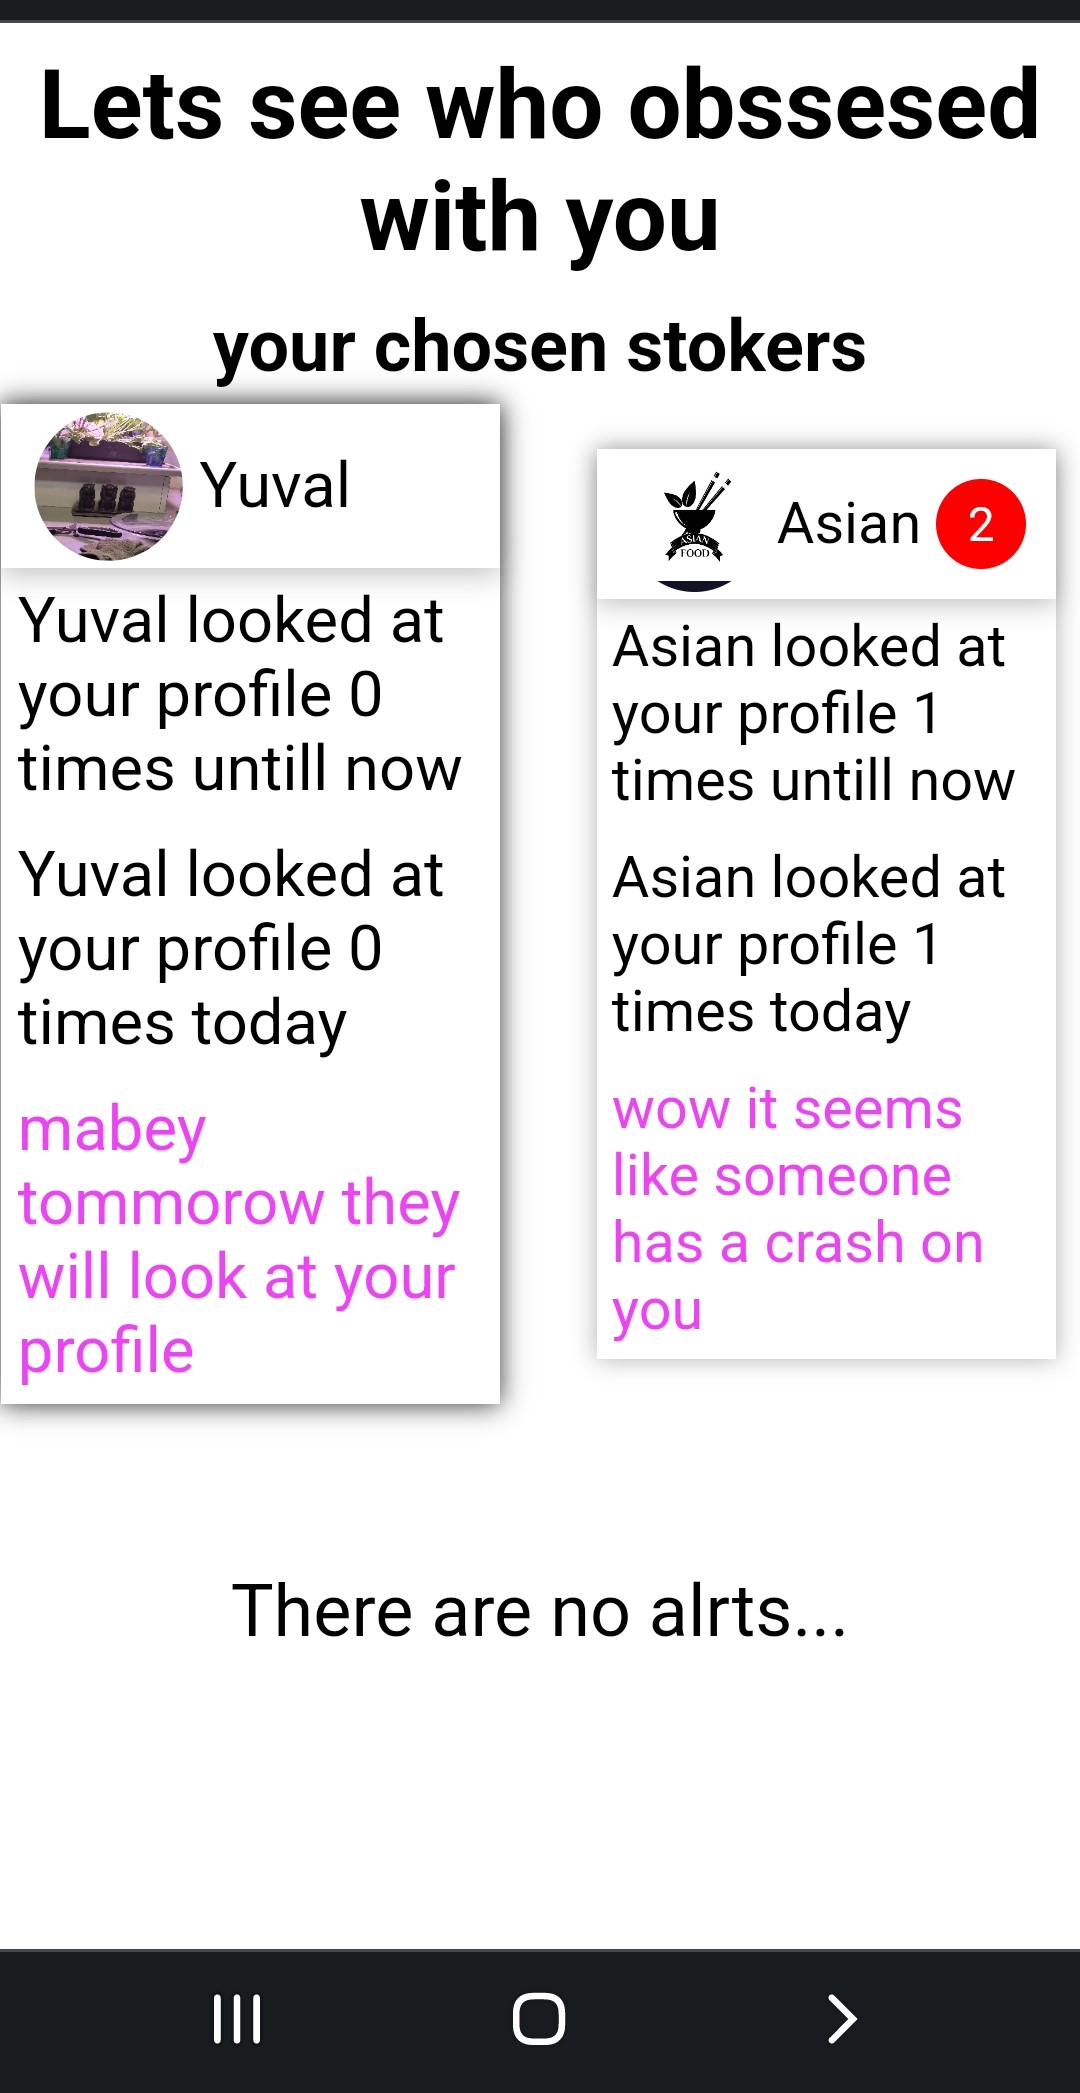 Lets see who obssesed
with you
your chosen stokers
Yuval
Yuval looked at
your profile 0
times untill now
Yuval looked at
your profile 0
times today
mabey
tommorow they
will look at your
profile
ASIAN
FOOD
Asian
2
Asian looked at
your profile 1
times untill now
Asian looked at
your profile 1
times today
wow it seems
like someone
has a crash on
you
There are no alrts...